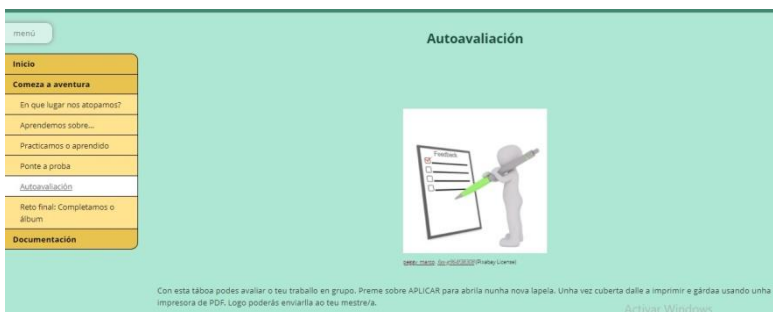 menú
Autoavaliación
Inicio
Comeza a aventura
En que lugar nos atopamos?
Aprendemos sobre...
Practicamos o aprendido
Ponte a proba
Autoavaliación
Reto final: Completamos o
álbum
Documentación
Feedback
(Pixabay License)
Con esta táboa podes avaliar o teu traballo en grupo. Preme sobre APLICAR para abrila nunha nova lapela. Unha vez cuberta dalle a imprimir e gárdaa usando unha
impresora de PDF. Logo poderás enviarlla ao teu mestre/a.
Activar Windows